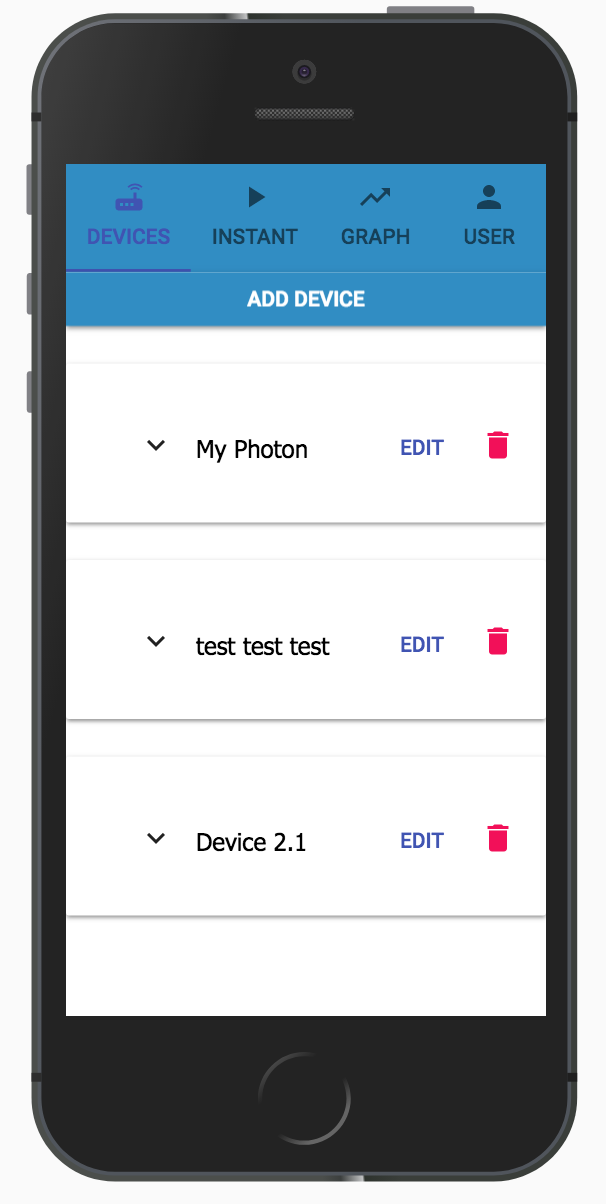 DEVICES INSTANT GRAPH USER
ADD DEVICE
My Photon EDIT
test test test EDIT
Device 2.1 EDIT